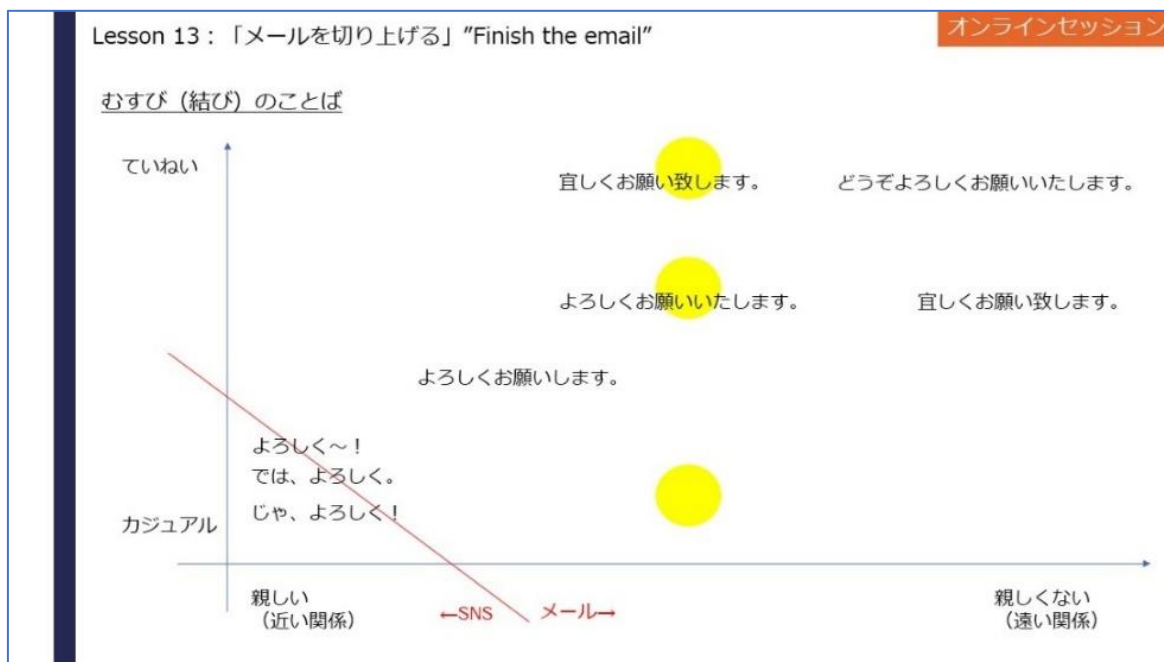 Lesson 13：「メールを切り上げる」”Finish the email”
オンラインセッション
むすび（結び）のことば
ていねい
宜しくお願い致します。
どうぞよろしくお願いいたします。
よろしくお願いいたします。
宜しくお願い致します。
よろしくお願いします。
よろしく～！
では、よろしく。
じゃ、よろしく！
カジュアル
親しい
（近い関係）
←SNS
メール→
親しくない
（遠い関係）